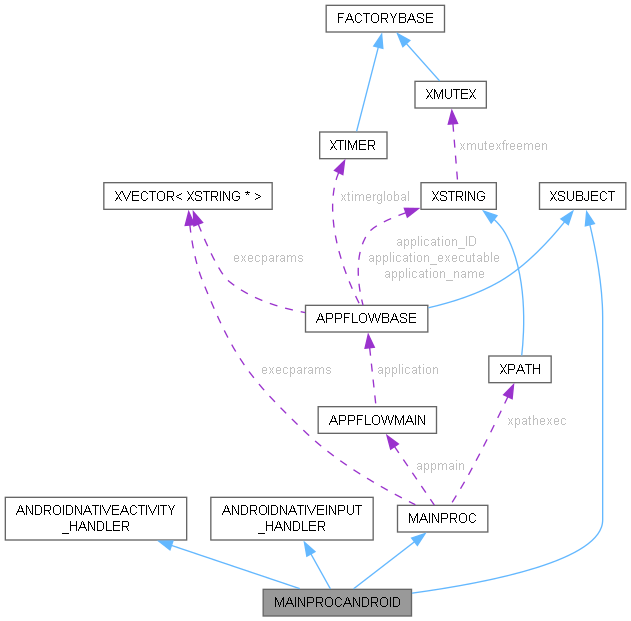 FACTORYBASE
XMUTEX
XTIMER
xmutexfreemen
XVECTOR< XSTRING * >
xtimerglobal
XSTRING
XSUBJECT
application_ID
application_executable
application_name
execparams
APPFLOWBASE
execparams
application
XPATH
APPFLOWMAIN
xpathexec
appmain
ANDROIDNATIVEACTIVITY
_HANDLER
ANDROIDNATIVEINPUT
_HANDLER
MAINPROC
MAINPROCANDROID